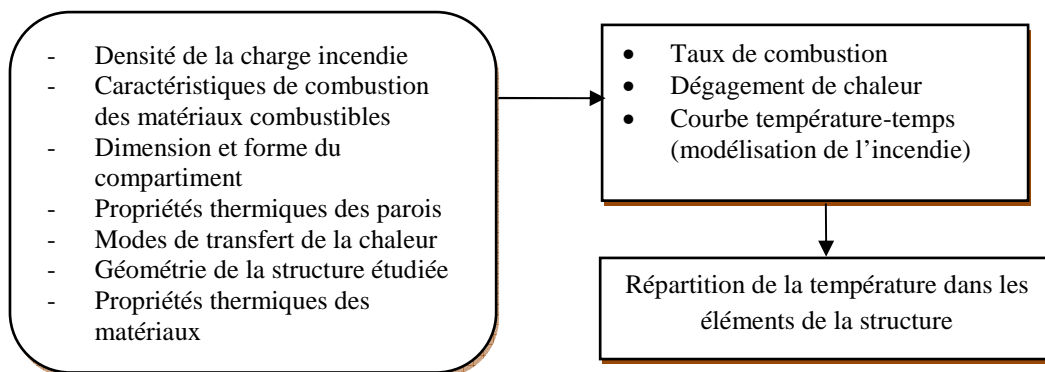 - Densité de la charge incendie
- Caractéristiques de combustion
des matériaux combustibles
- Dimension et forme du
compartiment
- Propriétés thermiques des parois
- Modes de transfert de la chaleur
- Géométrie de la structure étudiée
- Propriétés thermiques des
matériaux
• Taux de combustion
• Dégagement de chaleur
• Courbe température-temps
(modélisation de l’incendie)
Répartition de la température dans les
éléments de la structure